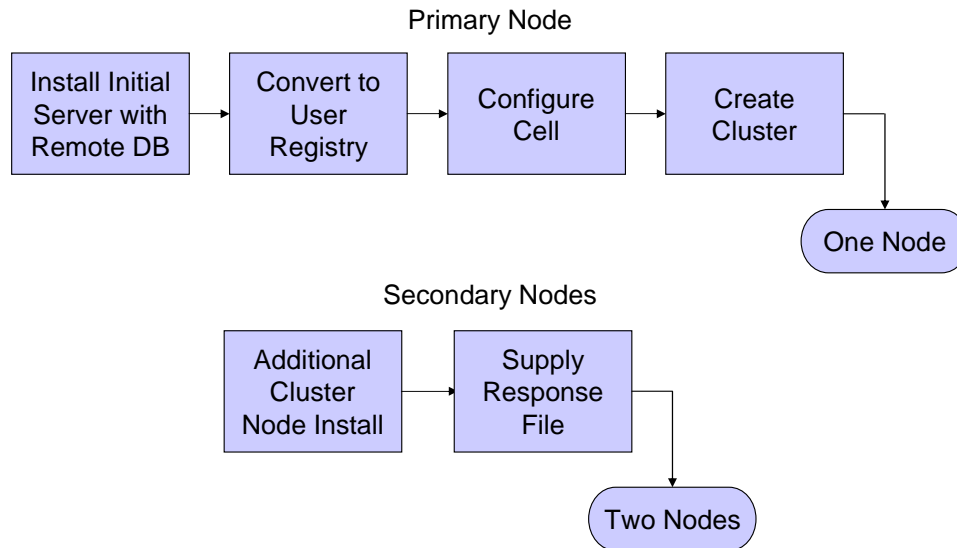 Primary Node
Install Initial
Server with
Remote DB
Convert to
User
Registry
Configure
Cell
Create
Cluster
One Node
Secondary Nodes
Additional
Cluster
Node Install
Supply
Response
File
Two Nodes